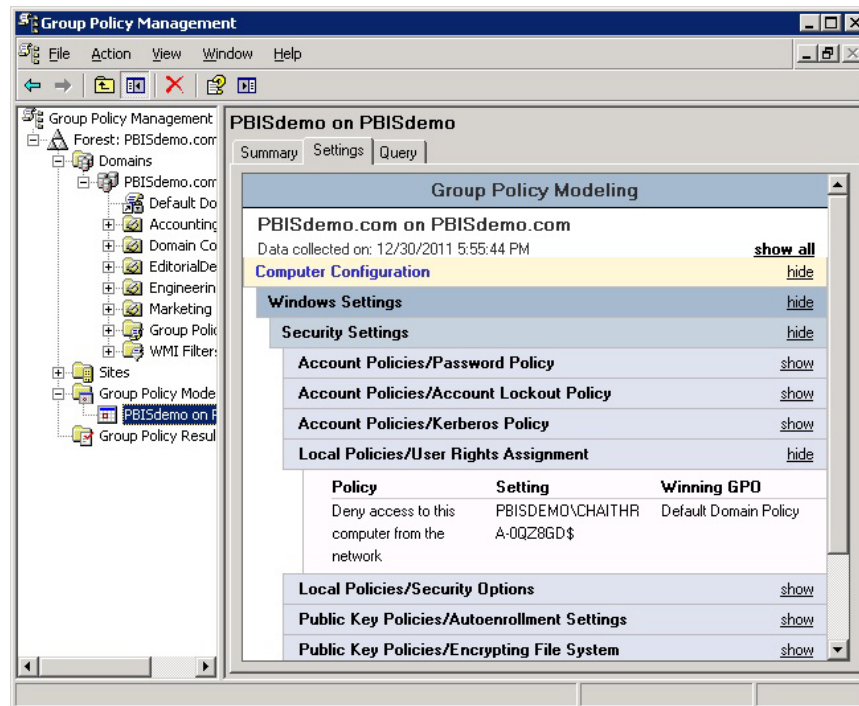 Group Policy Management
File Action View Window Help
Group Policy Management
Forest: PBISdemo.com
Domains
PBISdemo.com
Default Do
Accounting
Domain Co
EditorialDe
Engineerin
Marketing
Group Polic
WMI Filter
Sites
Group Policy Mode
PBISdemo on P
Group Policy Resul
PBISdemo on PBISdemo
Summary Settings Query
Group Policy Modeling
PBISdemo.com on PBISdemo.com
Data collected on: 12/30/2011 5:55:44 PM show all
Computer Configuration hide
Windows Settings hide
Security Settings hide
Account Policies/Password Policy show
Account Policies/Account Lockout Policy show
Account Policies/Kerberos Policy show
Local Policies/User Rights Assignment hide
Policy Setting Winning GPO
Deny access to this PBISDEMO\CHAITHR Default Domain Policy
computer from the A-0QZ8GD$
network
Local Policies/Security Options show
Public Key Policies/Autoenrollment Settings show
Public Key Policies/Encrypting File System show